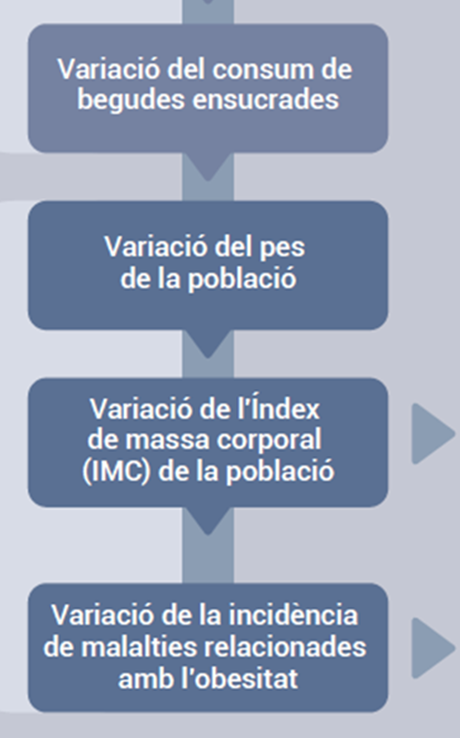 Variació del consum de
begudes ensucrades
Variació del pes
de la població
Variació de l'Índex
de massa corporal
(IMC) de la població
Variació de la incidència
de malalties relacionades
amb l'obesitat